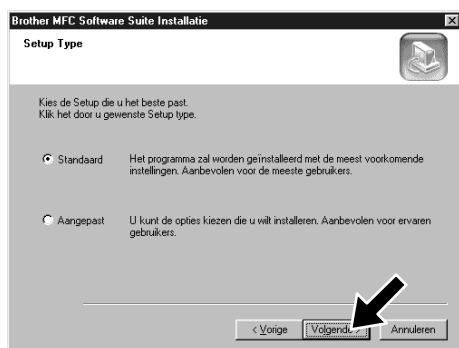 Brother MFC Software Suite Installatie
Setup Type
Kies de Setup die u het beste past.
Klik het door u gewenste Setup type.
Standaard
Het programma zal worden geïnstalleerd met de meest voorkomende
instellingen. Aanbevolen voor de meeste gebruikers.
Aangepast
U kunt de opties kiezen die u wilt installeren. Aanbevolen voor ervaren
gebruikers.
< Vorige
Volgende >
Annuleren